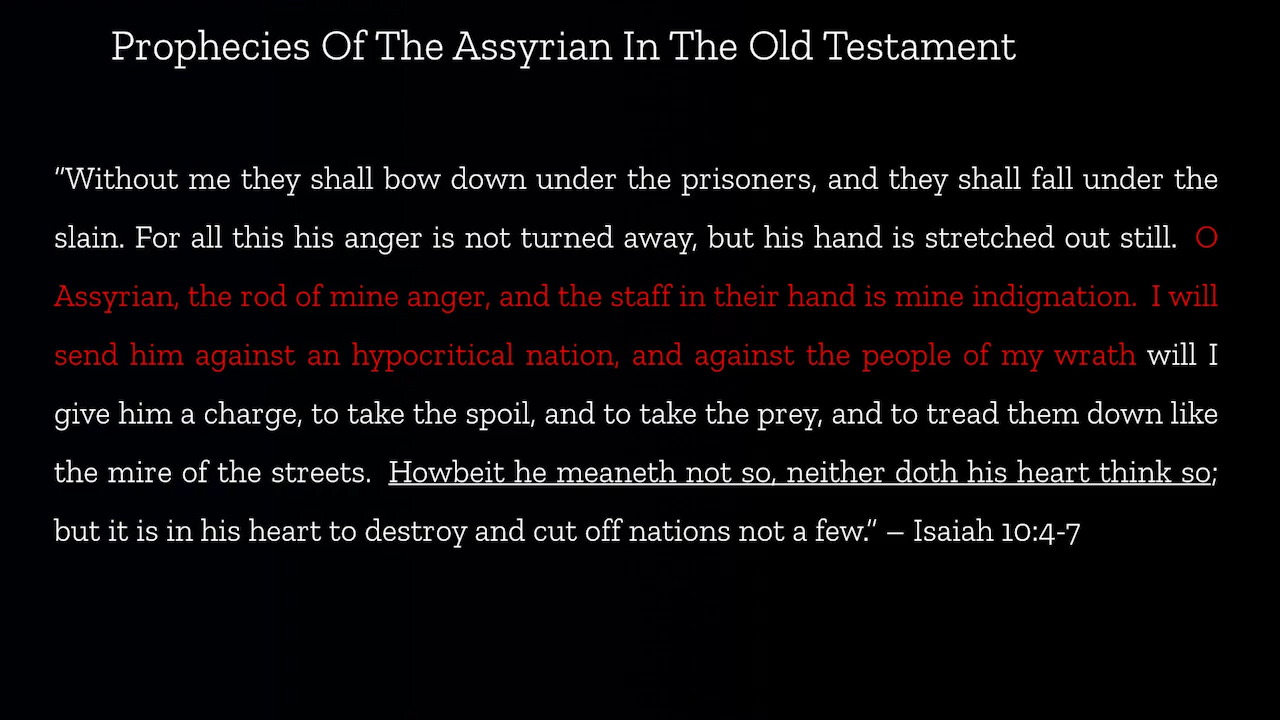 Prophecies Of The Assyrian In The Old Testament
“Without me they shall bow down under the prisoners, and they shall fall under the
slain. For all this his anger is not turned away, but his hand is stretched out still. O
Assyrian, the rod of mine anger, and the staff in their hand is mine indignation. I will
send him against an hypocritical nation, and against the people of my wrath will I
give him a charge, to take the spoil, and to take the prey, and to tread them down like
the mire of the streets. Howbeit he meaneth not so, neither doth his heart think so;
but it is in his heart to destroy and cut off nations not a few.” – Isaiah 10:4-7